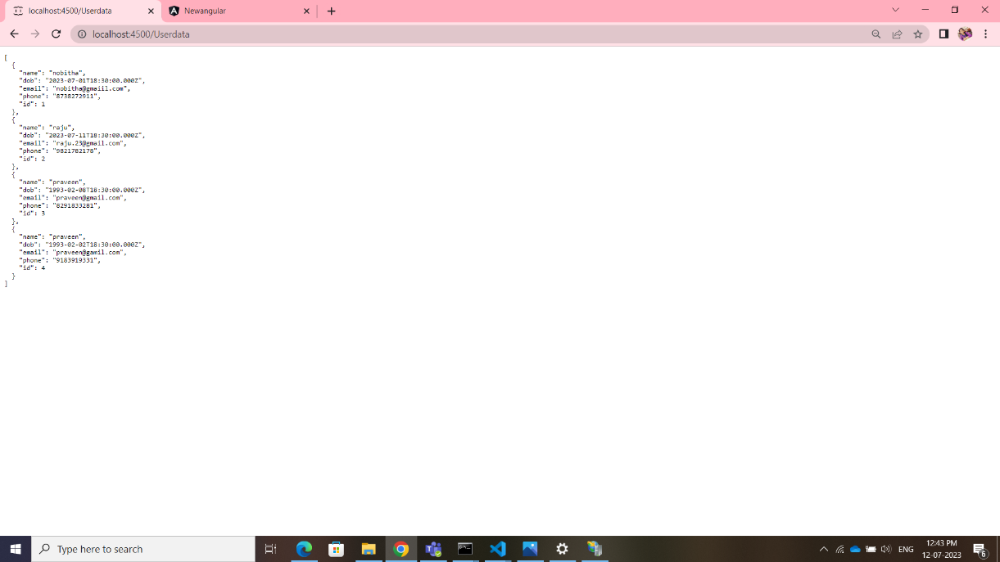 localhost:4500/Userdata
Newangular
localhost:4500/Userdata
[
  {
    "name": "nobitha",
    "dob": "2023-07-01T18:30:00.000Z",
    "email": "nobitha@gmaiil.com",
    "phone": "8738272911",
    "id": 1
  },
  {
    "name": "raju",
    "dob": "2023-07-11T18:30:00.000Z",
    "email": "raju.23@gmail.com",
    "phone": "9821782178",
    "id": 2
  },
  {
    "name": "praveen",
    "dob": "1993-02-08T18:30:00.000Z",
    "email": "praveen@gmail.com",
    "phone": "8291833281",
    "id": 3
  },
  {
    "name": "praveen",
    "dob": "1993-02-02T18:30:00.000Z",
    "email": "praveen@gamil.com",
    "phone": "9183919331",
    "id": 4
  }
]
Type here to search
ENG
12:43 PM
12-07-2023
6